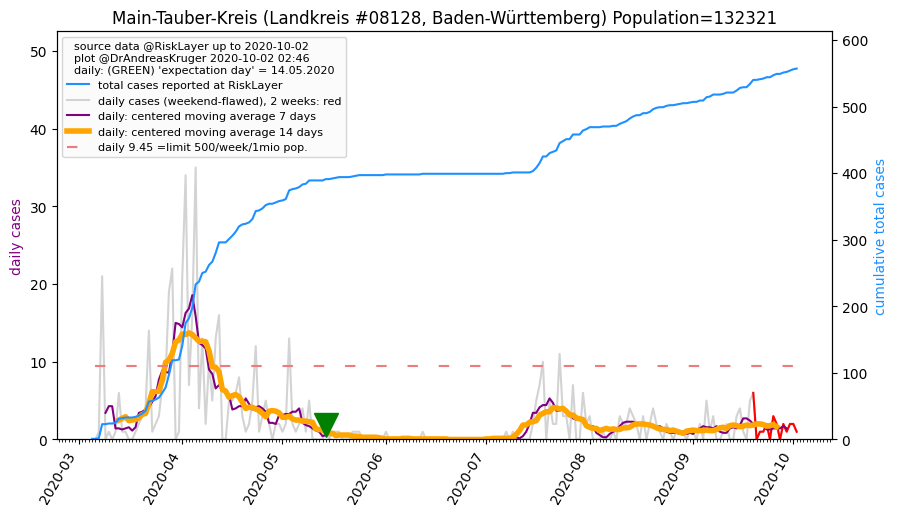 Main-Tauber-Kreis (Landkreis #08128, Baden-Württemberg) Population=132321
source data @RiskLayer up to 2020-10-02
plot @DrAndreasKruger 2020-10-02 02:46
daily: (GREEN) 'expectation day' = 14.05.2020
total cases reported at RiskLayer
daily cases (weekend-flawed), 2 weeks: red
daily: centered moving average 7 days
daily: centered moving average 14 days
daily 9.45 =limit 500/week/1mio pop.
daily cases
50
40
30
20
10
0
cumulative total cases
600
500
400
300
200
100
0
2020-03
2020-04
2020-05
2020-06
2020-07
2020-08
2020-09
2020-10